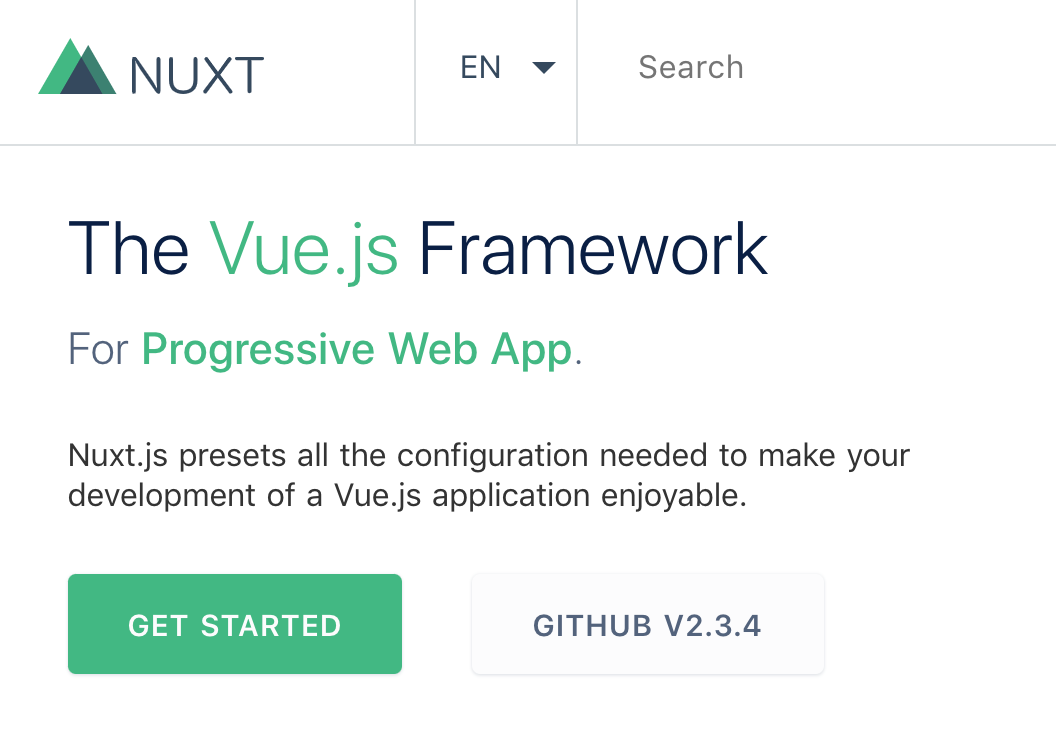 NUXT
EN
Search
The Vue.js Framework
For Progressive Web App.
Nuxt.js presets all the configuration needed to make your
development of a Vue.js application enjoyable.
GET STARTED
GITHUB V2.3.4